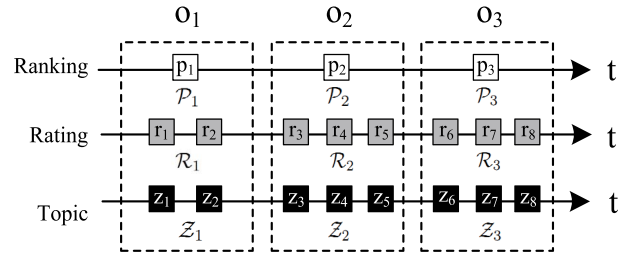 o₁ o₂ o₃
Ranking p₁ p₂ p₃ t
𝒫₁ 𝒫₂ 𝒫₃
Rating r₁ r₂ r₃ r₄ r₅ r₆ r₇ r₈ t
ℛ₁ ℛ₂ ℛ₃
Topic z₁ z₂ z₃ z₄ z₅ z₆ z₇ z₈ t
𝒵₁ 𝒵₂ 𝒵₃